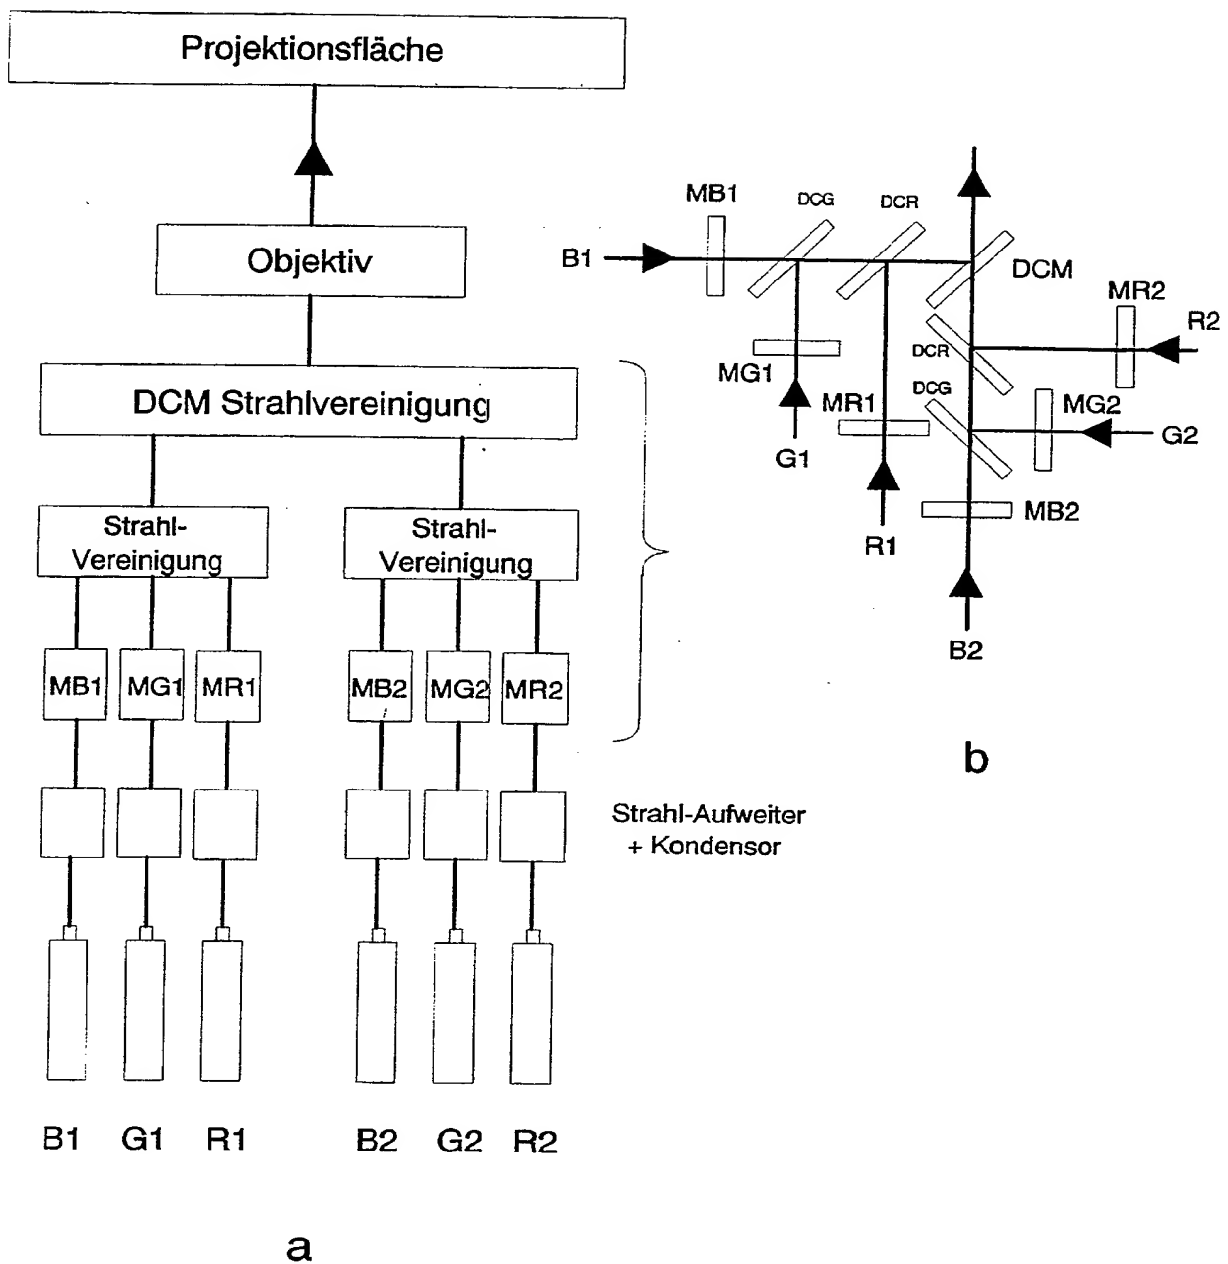 Projektionsfläche
Objektiv
DCM Strahlvereinigung
Strahl-
Vereinigung
Strahl-
Vereinigung
MB1 MG1 MR1
MB2 MG2 MR2
Strahl-Aufweiter
+ Kondensor
B1 G1 R1
B2 G2 R2
a
MB1
DCG
DCR
B1
DCM
MR2
R2
DCR
MG1
DCG
MR1
MG2
G1
G2
MB2
R1
B2
b